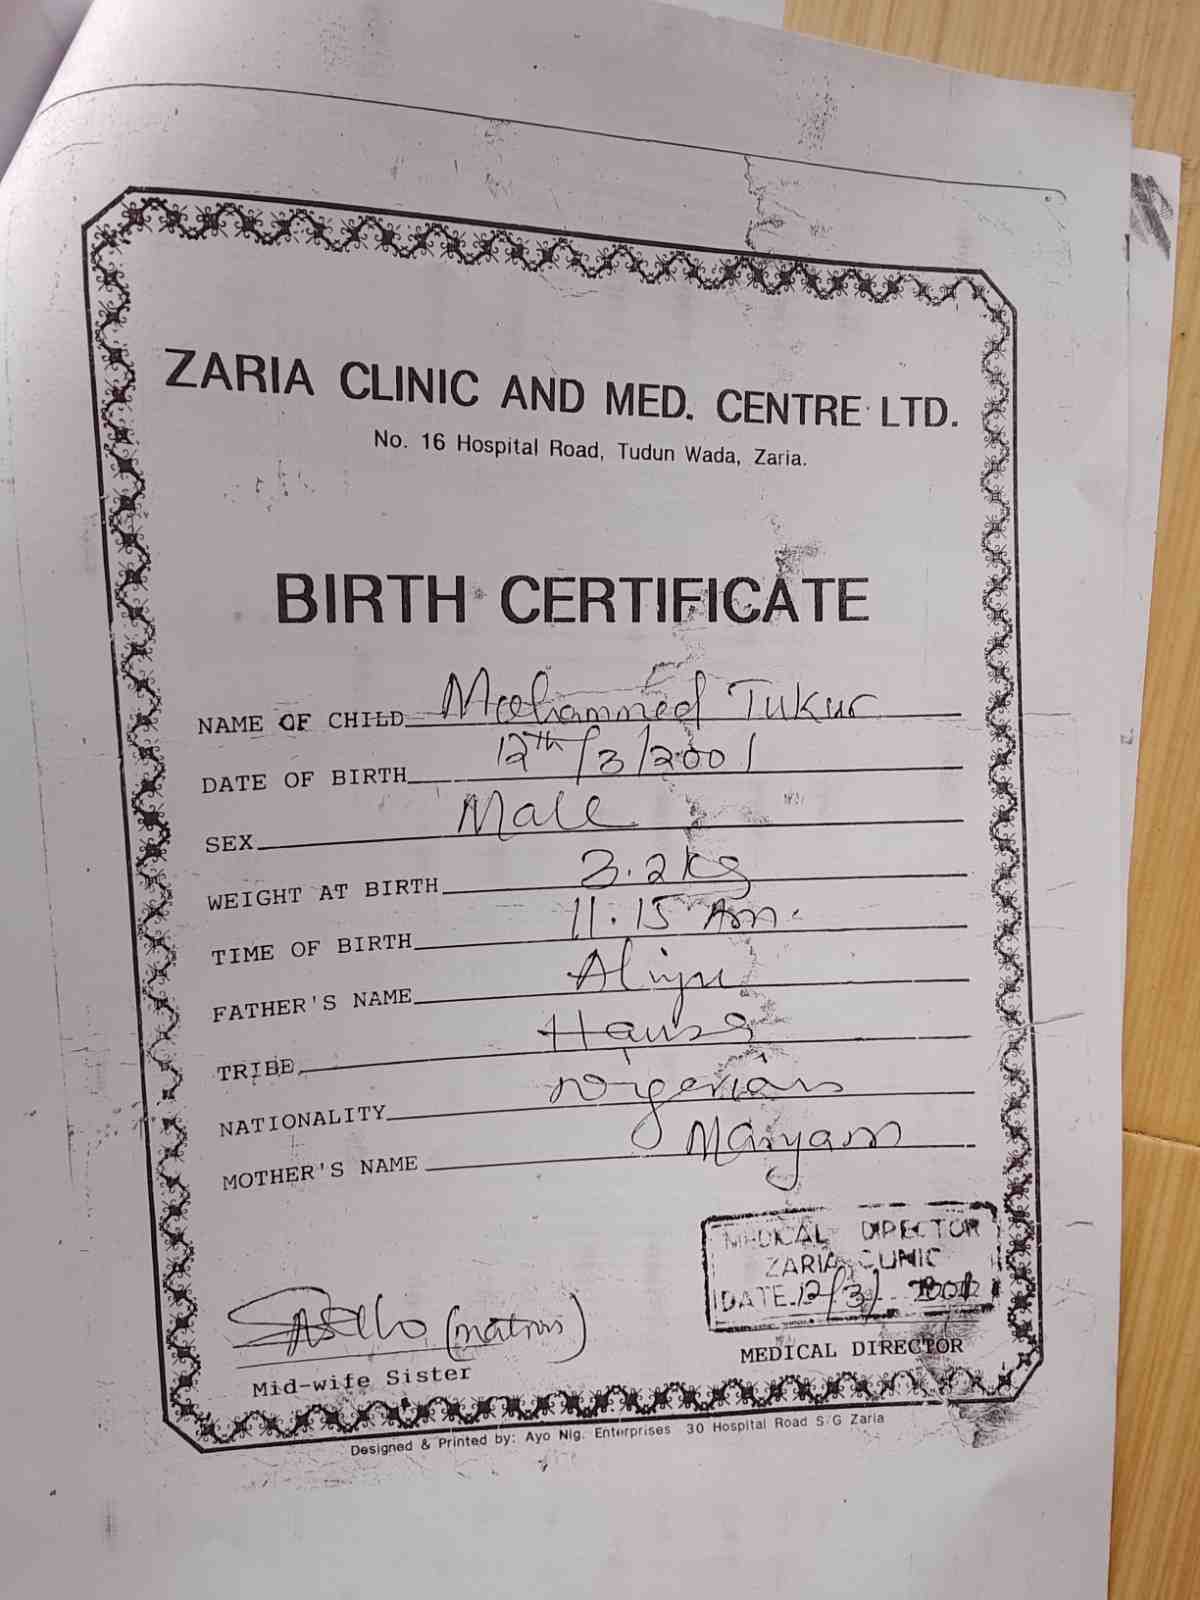 ZARIA CLINIC AND MED. CENTRE LTD.
No. 16 Hospital Road, Tudun Wada, Zaria.
BIRTH CERTIFICATE
NAME OF CHILD Mohammed Tukur
DATE OF BIRTH 12th/3/2001
SEX Male
WEIGHT AT BIRTH 3.2kg
TIME OF BIRTH 11.15 Am.
FATHER'S NAME Aliyu
TRIBE Hausa
NATIONALITY Nigerian
MOTHER'S NAME Maryam
MEDICAL DIRECTOR
ZARIA CLINIC
DATE 12/3/
(matron)
MEDICAL DIRECTOR
Mid-wife Sister
Designed & Printed by: Ayo Nig. Enterprises 30 Hospital Road S/G Zaria